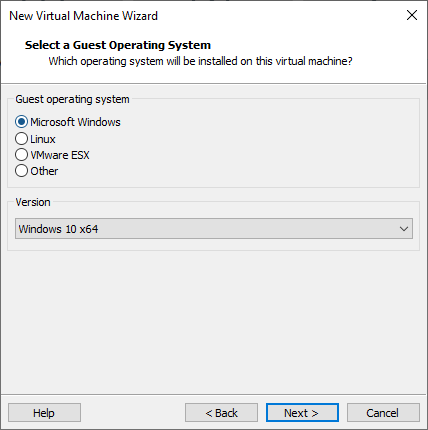 New Virtual Machine Wizard
Select a Guest Operating System
Which operating system will be installed on this virtual machine?
Guest operating system
Microsoft Windows
Linux
VMware ESX
Other
Version
Windows 10 x64
Help
< Back
Next >
Cancel